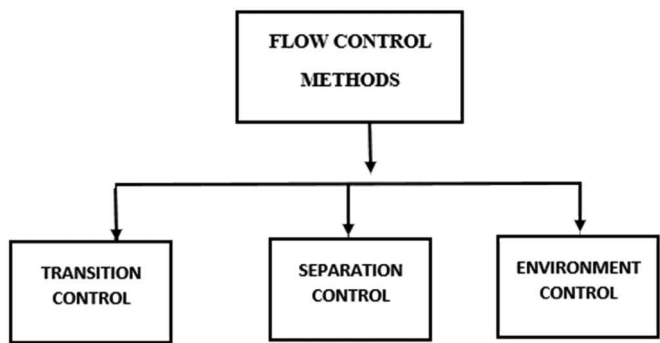 FLOW CONTROL
METHODS
TRANSITION
CONTROL
SEPARATION
CONTROL
ENVIRONMENT
CONTROL